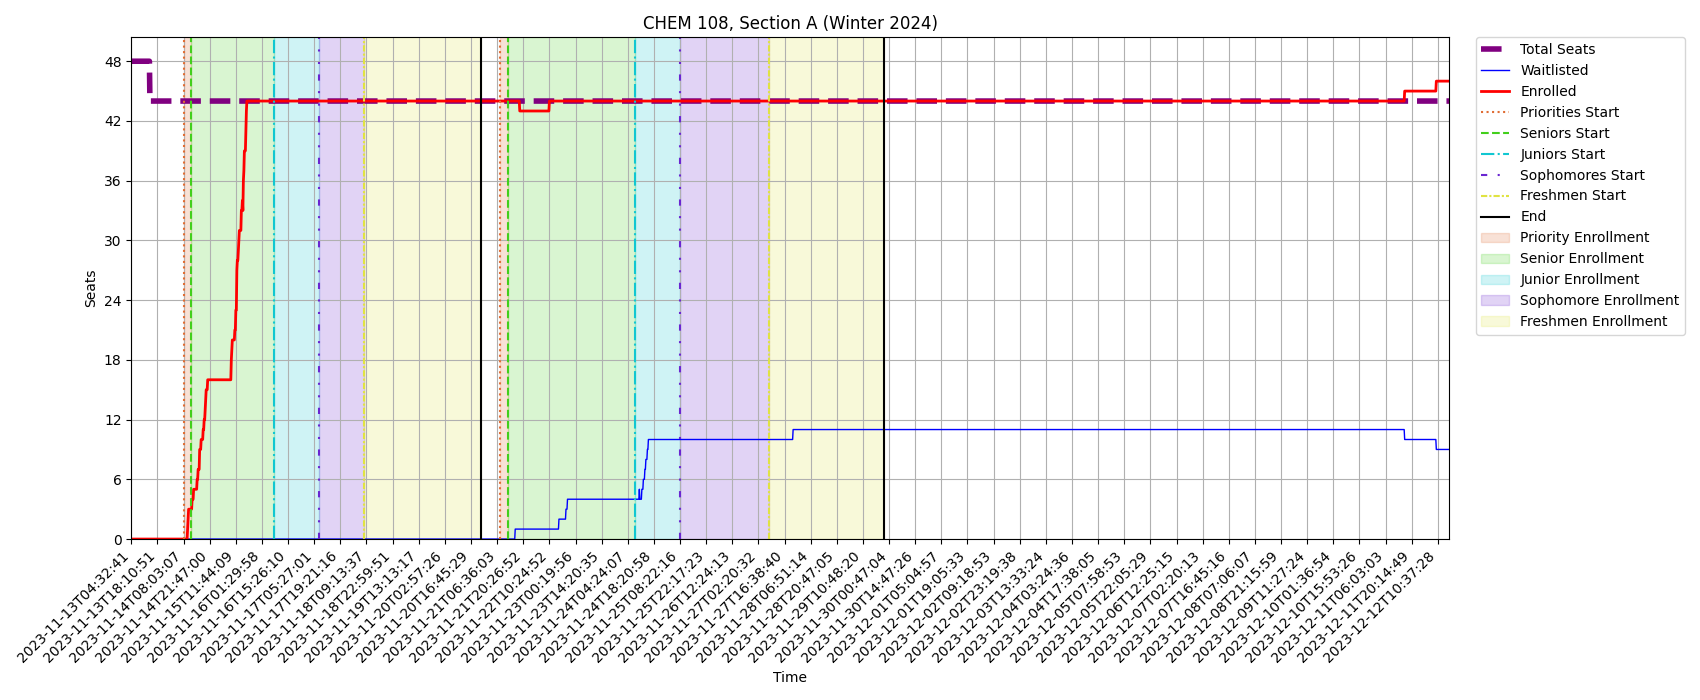 CHEM 108, Section A (Winter 2024)
Total Seats
Waitlisted
Enrolled
Priorities Start
Seniors Start
Juniors Start
Sophomores Start
Freshmen Start
End
Priority Enrollment
Senior Enrollment
Junior Enrollment
Sophomore Enrollment
Freshmen Enrollment
Seats
48
42
36
30
24
18
12
6
0
2023-11-13T04:32:41
2023-11-13T18:10:51
2023-11-14T08:03:07
2023-11-14T21:47:00
2023-11-15T11:44:09
2023-11-16T01:29:58
2023-11-16T15:26:10
2023-11-17T05:27:01
2023-11-17T19:21:16
2023-11-18T09:13:37
2023-11-18T22:59:51
2023-11-19T13:13:17
2023-11-20T02:57:26
2023-11-20T16:45:29
2023-11-21T06:36:03
2023-11-21T20:26:52
2023-11-22T10:24:52
2023-11-23T00:19:56
2023-11-23T14:20:35
2023-11-24T04:24:07
2023-11-24T18:20:58
2023-11-25T08:22:16
2023-11-25T22:17:23
2023-11-26T12:24:13
2023-11-27T02:20:32
2023-11-27T16:38:40
2023-11-28T06:51:14
2023-11-28T20:47:05
2023-11-29T10:48:20
2023-11-30T00:47:04
2023-11-30T14:47:26
2023-12-01T05:04:57
2023-12-01T19:05:33
2023-12-02T09:18:53
2023-12-02T23:19:38
2023-12-03T13:33:24
2023-12-04T03:24:36
2023-12-04T17:38:05
2023-12-05T07:58:53
2023-12-05T22:05:29
2023-12-06T12:25:15
2023-12-07T02:20:13
2023-12-07T16:45:16
2023-12-08T07:06:07
2023-12-08T21:15:59
2023-12-09T11:27:24
2023-12-10T01:36:54
2023-12-10T15:53:26
2023-12-11T06:03:03
2023-12-11T20:14:49
2023-12-12T10:37:28
Time